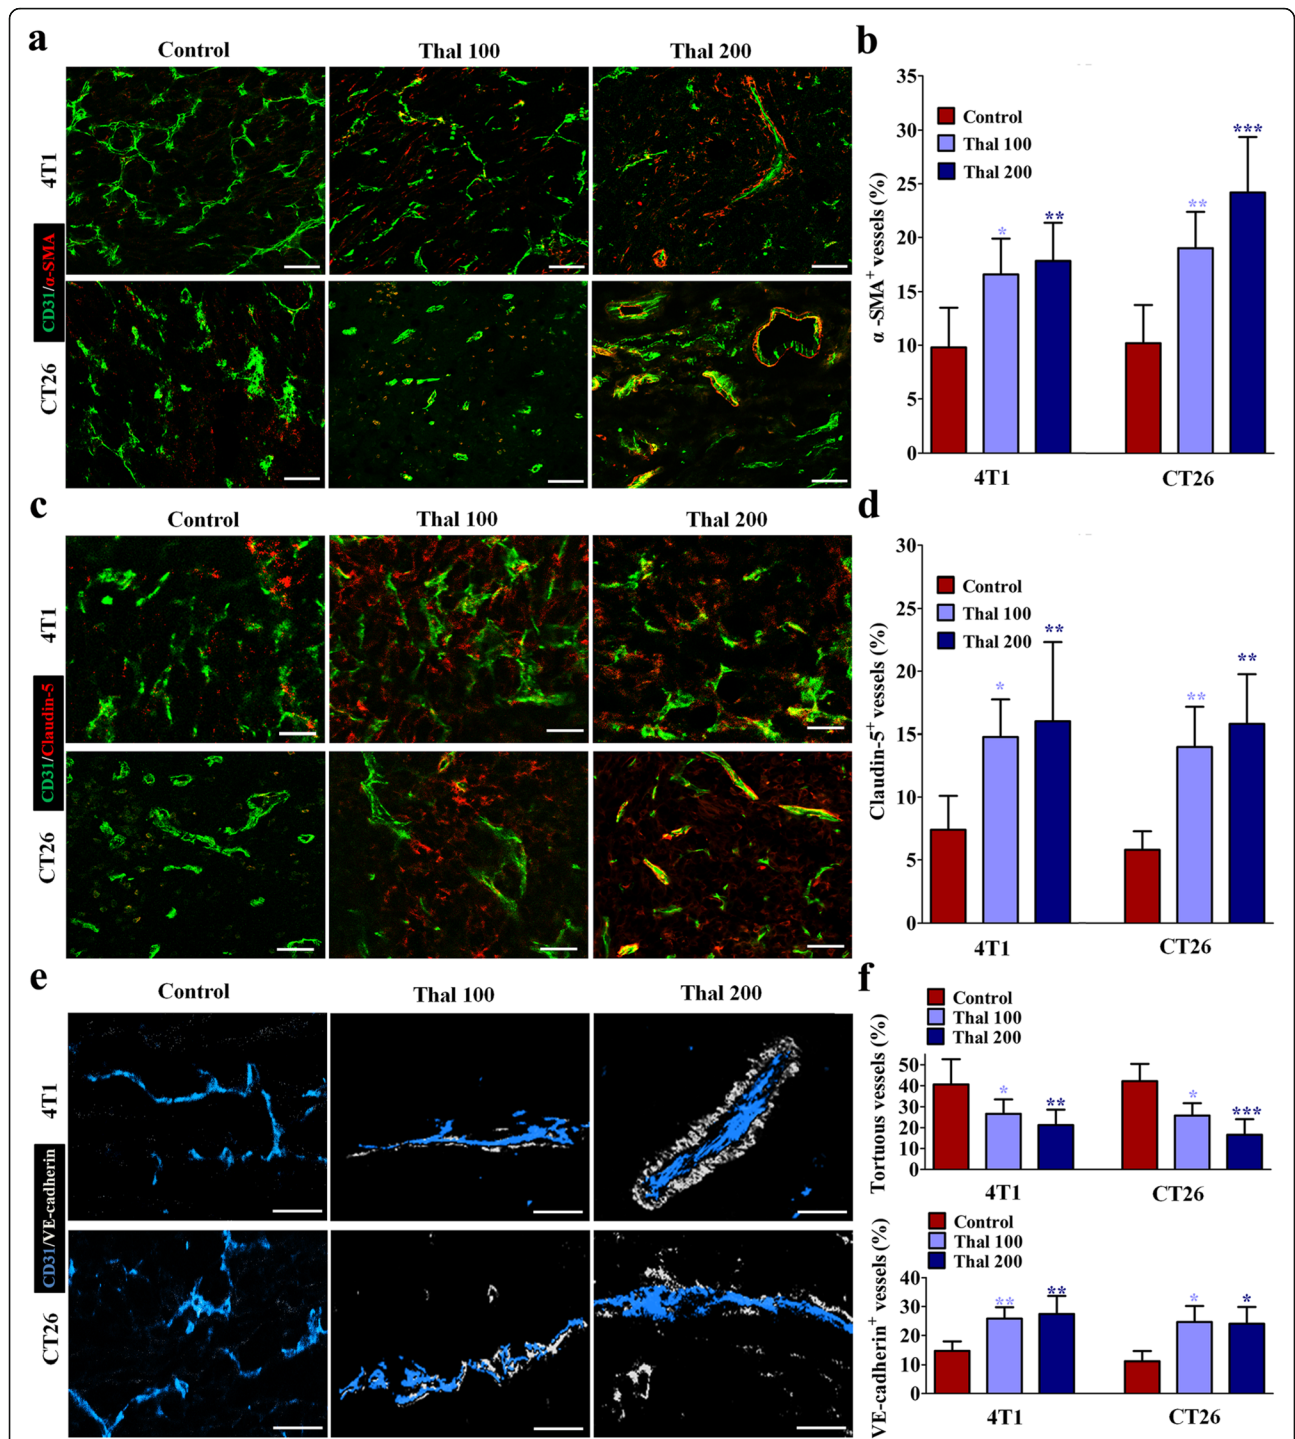 a
Control Thal 100 Thal 200
4T1
CD31/α-SMA
CT26
b
35
30
25
20
15
10
5
0
α -SMA+ vessels (%)
Control
Thal 100
Thal 200
* ** ** ***
4T1 CT26
c
Control Thal 100 Thal 200
4T1
CD31/Claudin-5
CT26
d
30
25
20
15
10
5
0
Claudin-5+ vessels (%)
Control
Thal 100
Thal 200
* ** ** **
4T1 CT26
e
Control Thal 100 Thal 200
4T1
CD31/VE-cadherin
CT26
f
Control
Thal 100
Thal 200
Tortuous vessels (%)
50
40
30
20
10
0
* ** * ***
4T1 CT26
Control
Thal 100
Thal 200
VE-cadherin+ vessels (%)
40
30
20
10
0
** ** * *
4T1 CT26